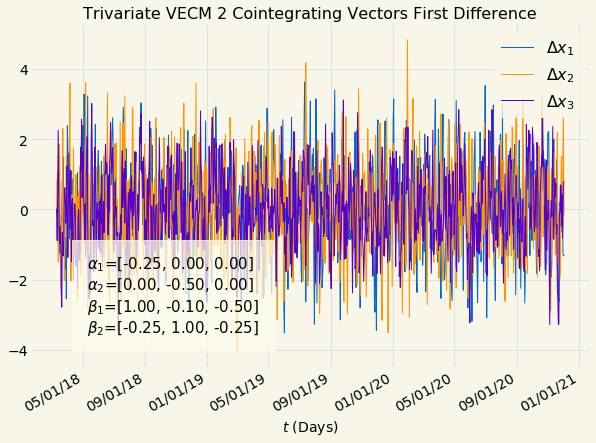 Trivariate VECM 2 Cointegrating Vectors First Difference
Δx₁
Δx₂
Δx₃
4
2
0
−2
−4
α₁=[-0.25, 0.00, 0.00]
α₂=[0.00, -0.50, 0.00]
β₁=[1.00, -0.10, -0.50]
β₂=[-0.25, 1.00, -0.25]
05/01/18 09/01/18 01/01/19 05/01/19 09/01/19 01/01/20 05/01/20 09/01/20 01/01/21
t (Days)